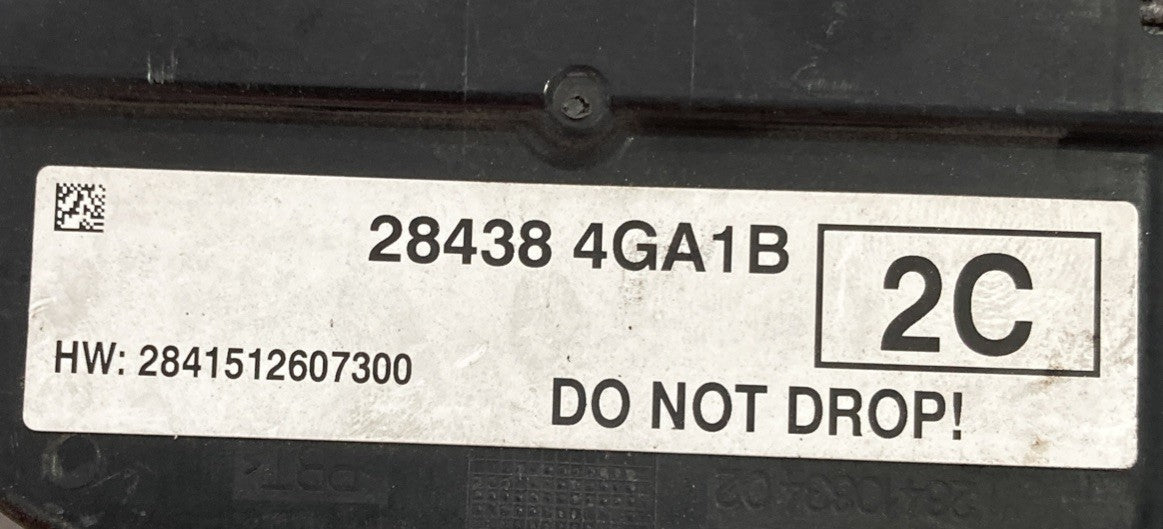 28438 4GA1B
2C
HW: 2841512607300
DO NOT DROP!